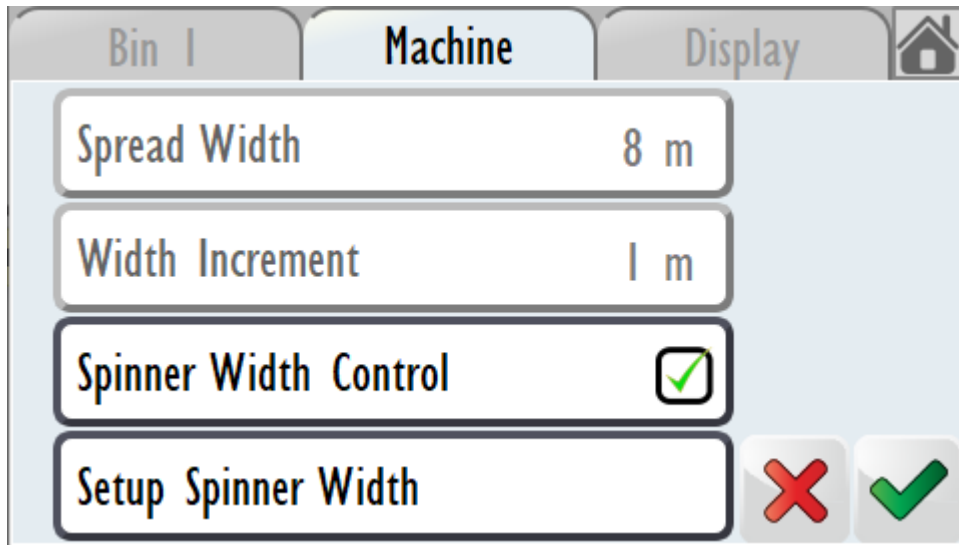 Bin 1 Machine Display
Spread Width 8 m
Width Increment 1 m
Spinner Width Control
Setup Spinner Width